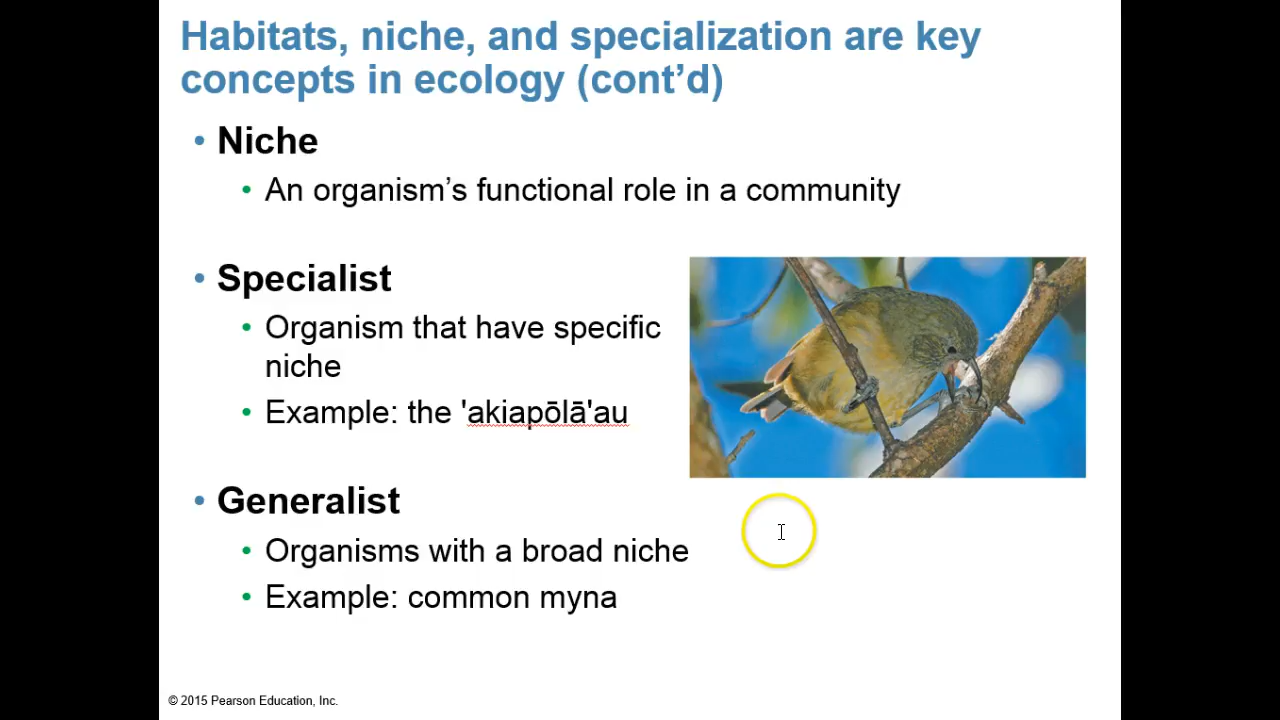 Habitats, niche, and specialization are key
concepts in ecology (cont’d)
• Niche
• An organism’s functional role in a community
• Specialist
• Organism that have specific
niche
• Example: the 'akiapōlā'au
• Generalist
• Organisms with a broad niche
• Example: common myna
© 2015 Pearson Education, Inc.